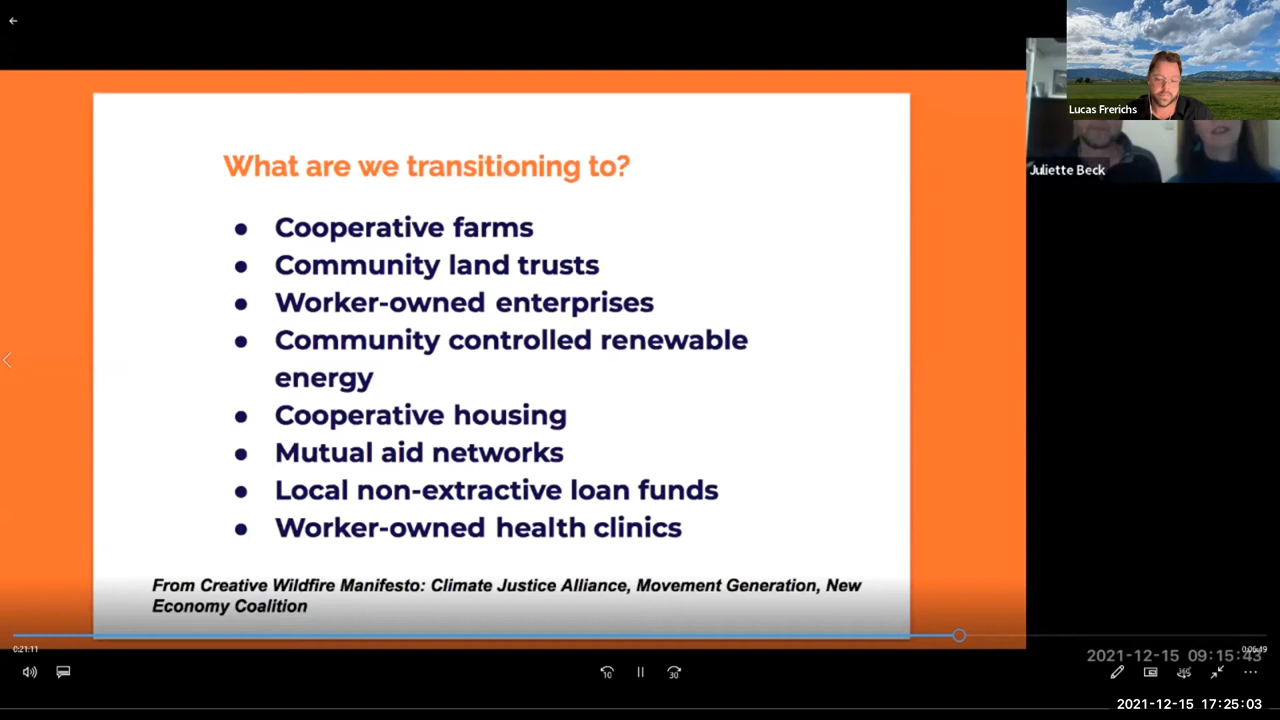 Lucas Frerichs
Juliette Beck
What are we transitioning to?
● Cooperative farms
● Community land trusts
● Worker-owned enterprises
● Community controlled renewable
energy
● Cooperative housing
● Mutual aid networks
● Local non-extractive loan funds
● Worker-owned health clinics
From Creative Wildfire Manifesto: Climate Justice Alliance, Movement Generation, New
Economy Coalition
0:21:11
2021-12-15 09:15:43
10
30
2021-12-15 17:25:03